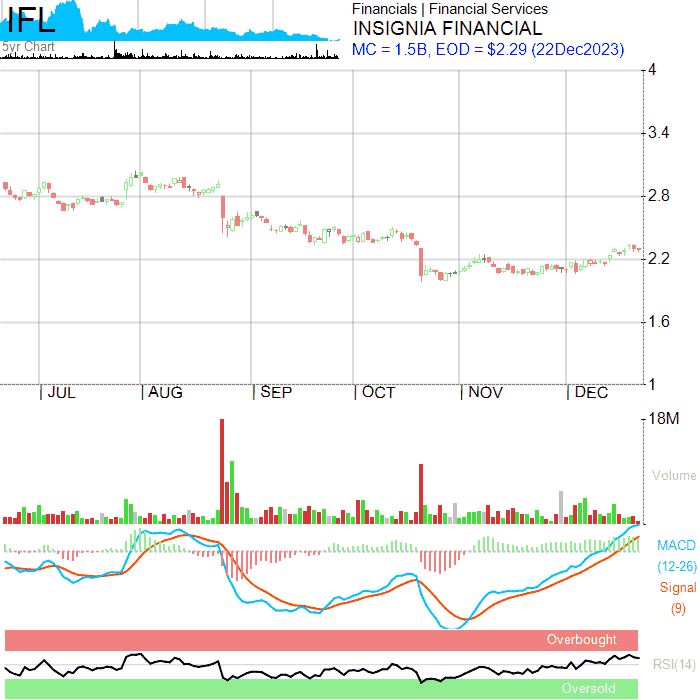 IFL
5yr Chart
Financials | Financial Services
INSIGNIA FINANCIAL
MC = 1.5B, EOD = $2.29 (22Dec2023)
4
3.4
2.8
2.2
1.6
1
| JUL | AUG | SEP | OCT | NOV | DEC
18M
Volume
MACD
(12-26)
Signal
(9)
Overbought
RSI(14)
Oversold